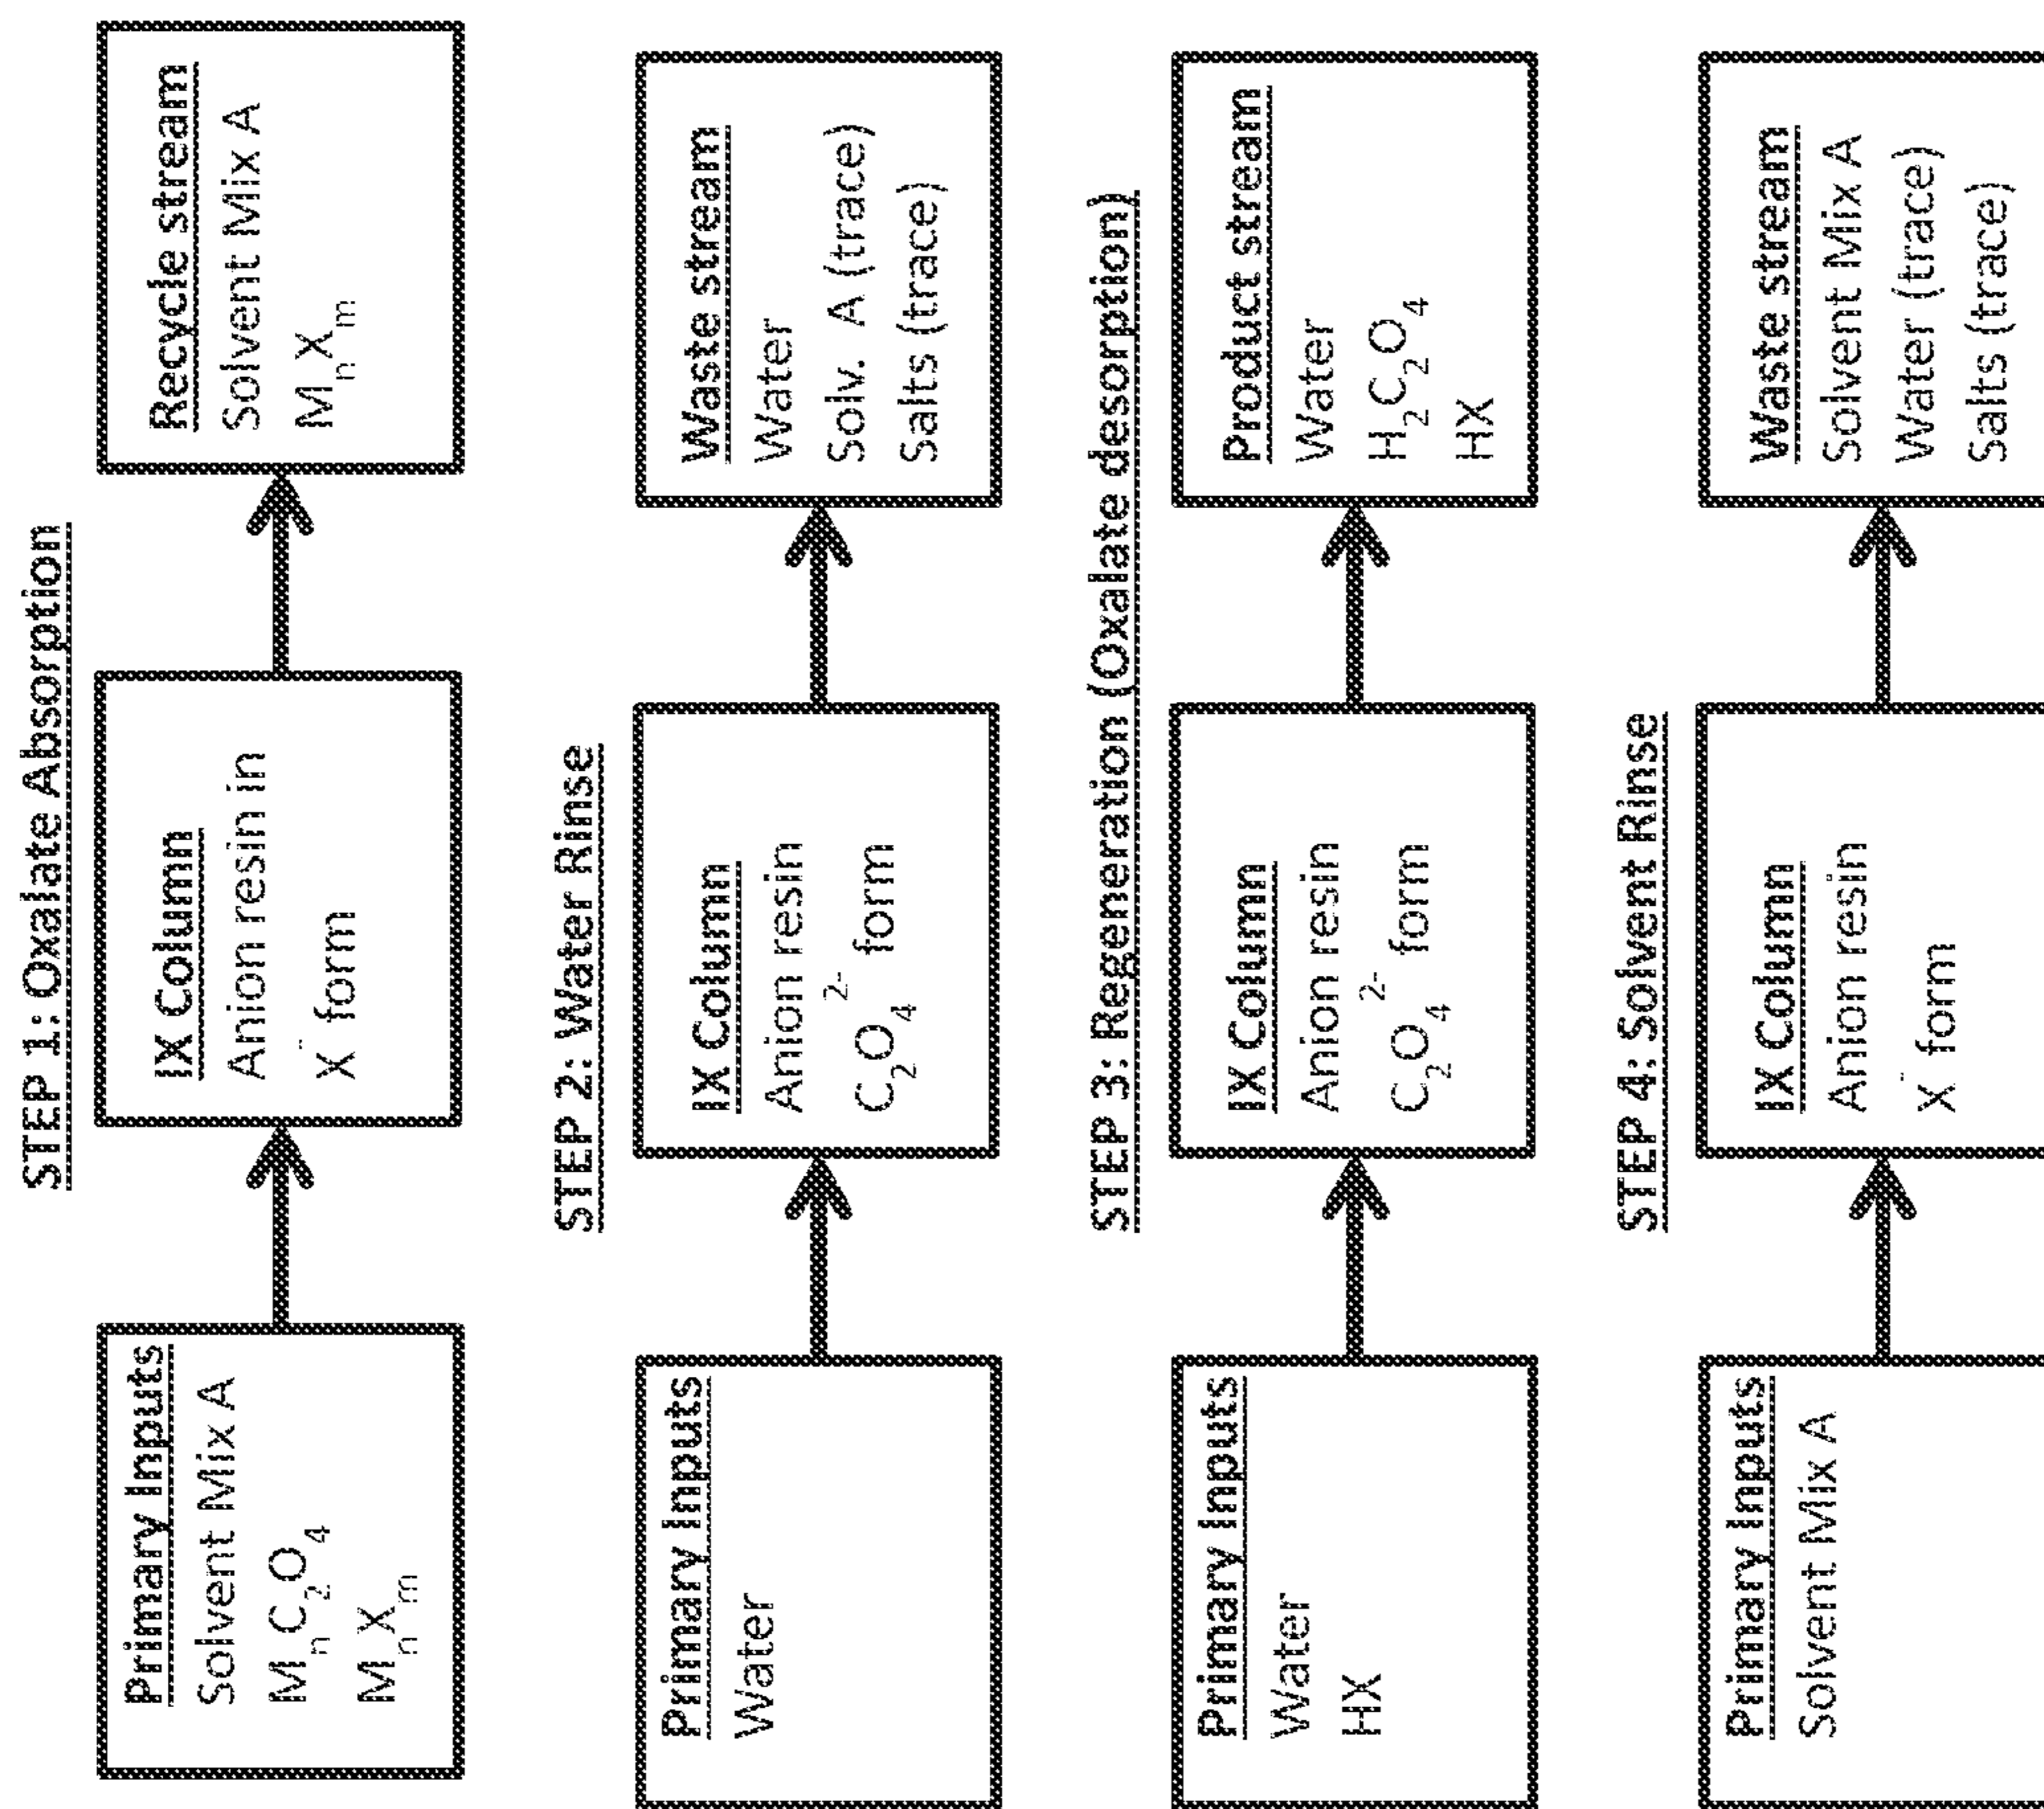 STEP 1: Oxalate Absorption
Primary Inputs
Solvent Mix A
MnC2O4
MnXm
IX Column
Anion resin in
X- form
Recycle stream
Solvent Mix A
MnXm
STEP 2: Water Rinse
Primary Inputs
Water
IX Column
Anion resin
C2O4 2- form
Waste stream
Water
Solv. A (trace)
Salts (trace)
STEP 3: Regeneration (Oxalate desorption)
Primary Inputs
Water
HX
IX Column
Anion resin
C2O4 2- form
Product stream
Water
H2C2O4
HX
STEP 4: Solvent Rinse
Primary Inputs
Solvent Mix A
IX Column
Anion resin
X- form
Waste stream
Solvent Mix A
Water (trace)
Salts (trace)